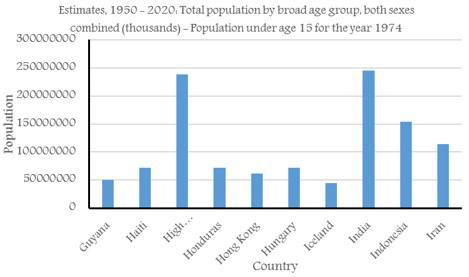 Estimates, 1950 - 2020: Total population by broad age group, both sexes
combined (thousands) - Population under age 15 for the year 1974
300000000
250000000
200000000
150000000
100000000
50000000
0
Population
Guyana
Haiti
High...
Honduras
Hong Kong
Hungary
Iceland
India
Indonesia
Iran
Country